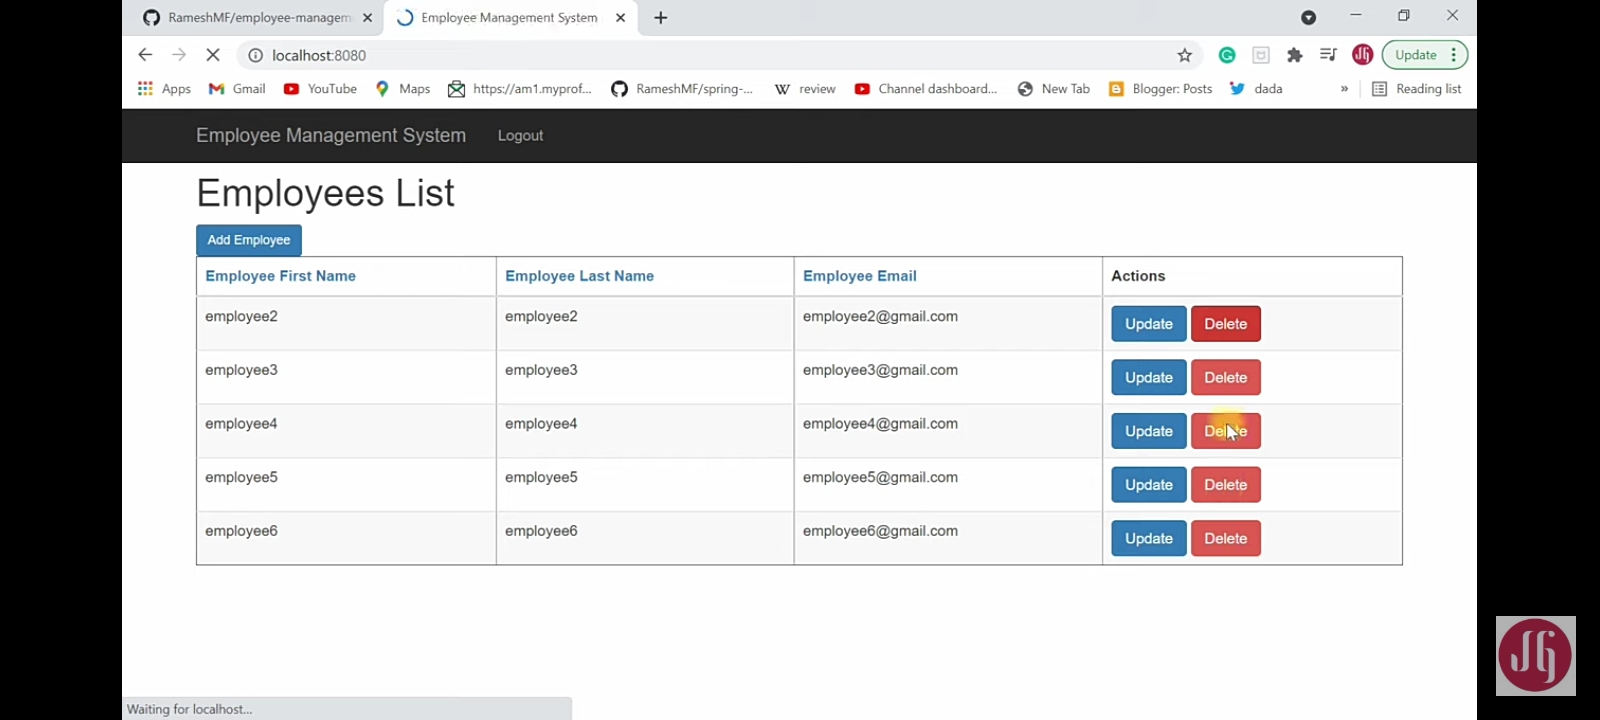 RameshMF/employee-managem
Employee Management System
localhost:8080
Update
Apps
Gmail
YouTube
Maps
https://am1.myprof...
RameshMF/spring-...
review
Channel dashboard...
New Tab
Blogger: Posts
dada
»
Reading list
Employee Management System Logout
Employees List
Add Employee
Employee First Name Employee Last Name Employee Email Actions
employee2 employee2 employee2@gmail.com Update Delete
employee3 employee3 employee3@gmail.com Update Delete
employee4 employee4 employee4@gmail.com Update Delete
employee5 employee5 employee5@gmail.com Update Delete
employee6 employee6 employee6@gmail.com Update Delete
Waiting for localhost...